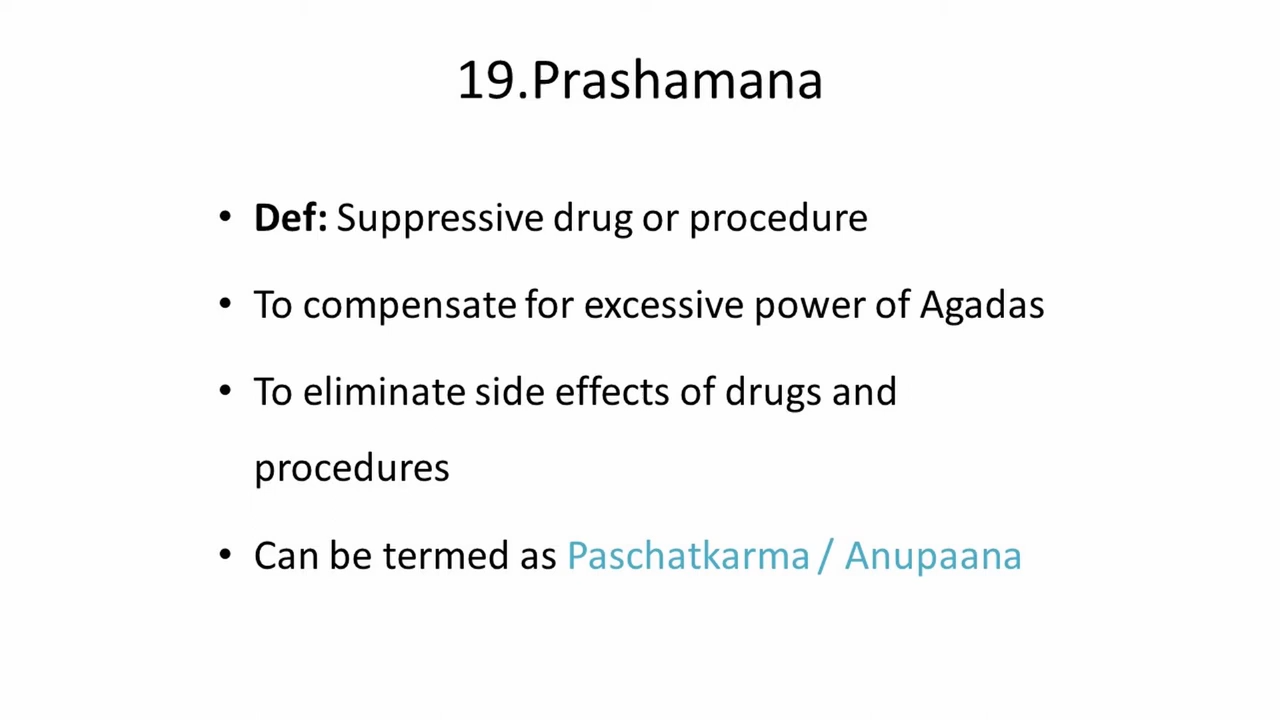 19.Prashamana
• Def: Suppressive drug or procedure
• To compensate for excessive power of Agadas
• To eliminate side effects of drugs and
procedures
• Can be termed as Paschatkarma / Anupaana